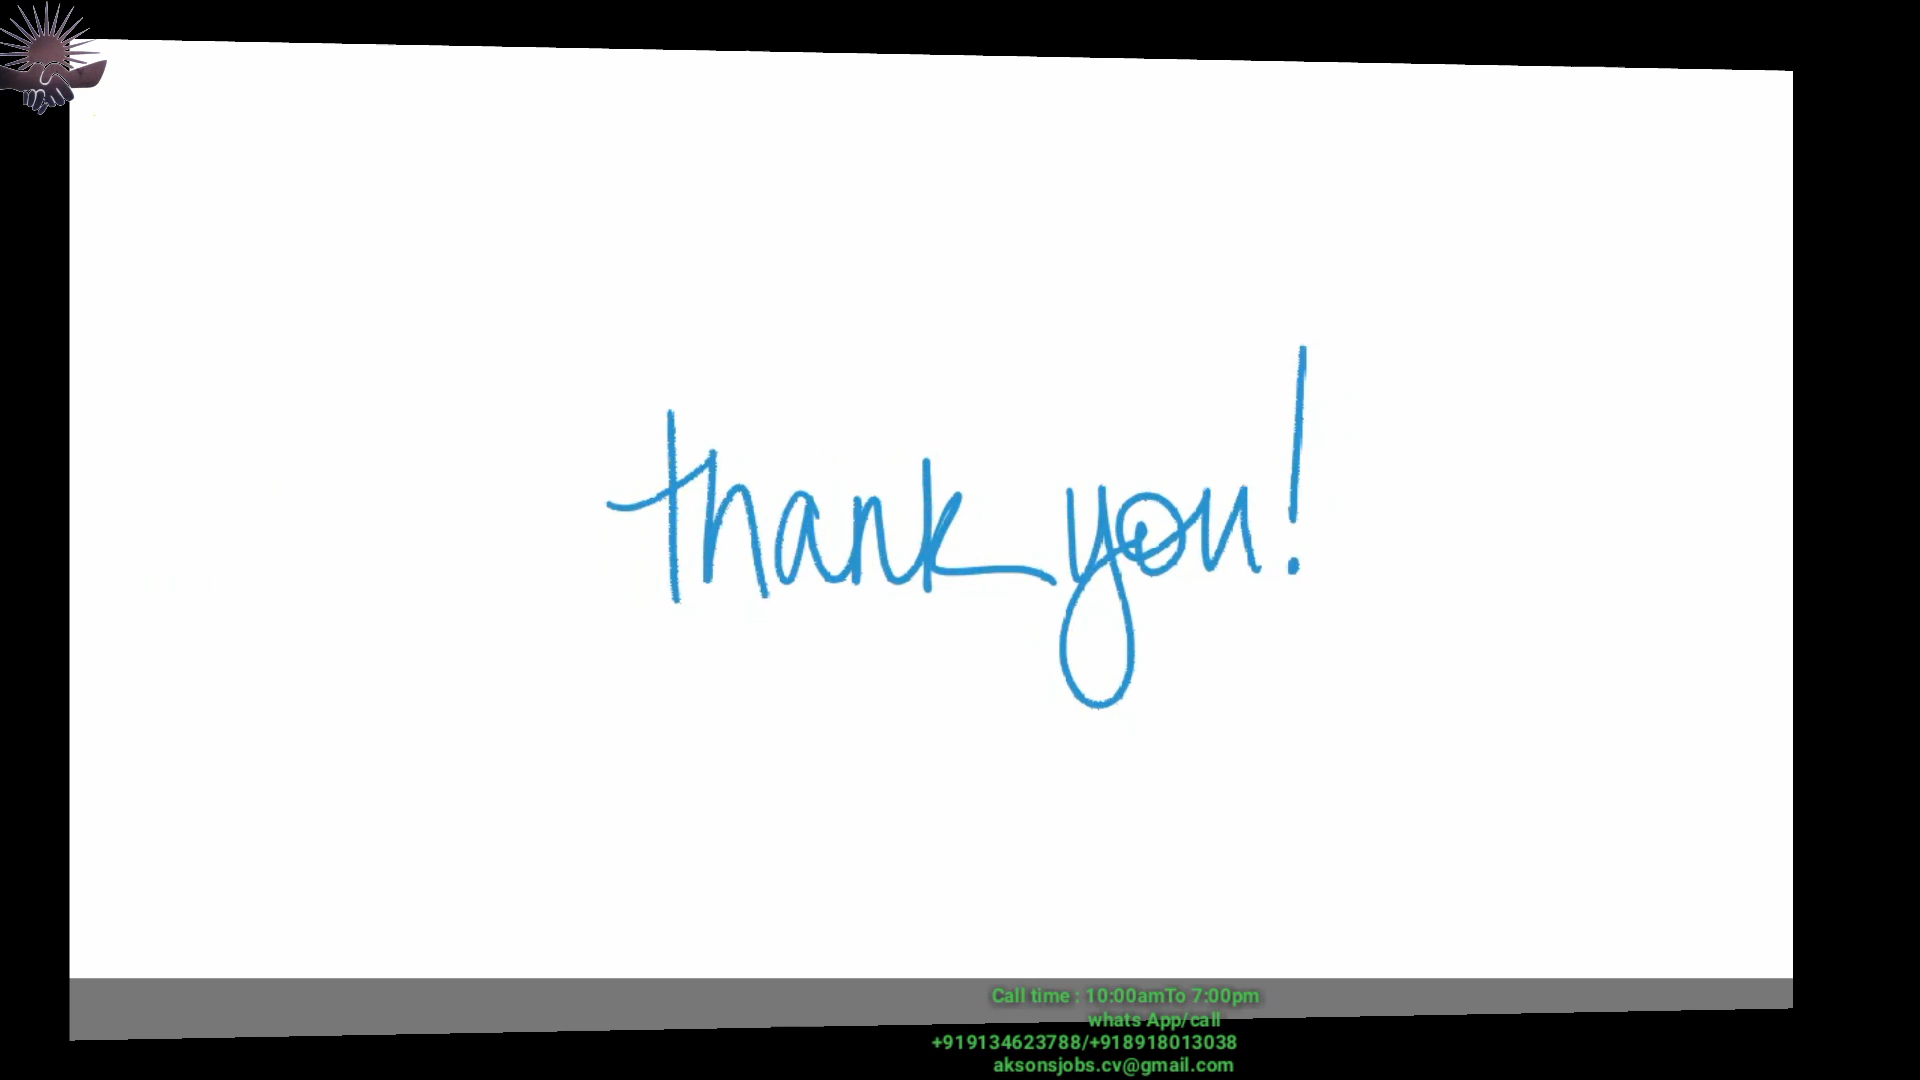 thank you!
Call time : 10:00amTo 7:00pm
whats App/call
+919134623788/+918918013038
aksonsjobs.cv@gmail.com